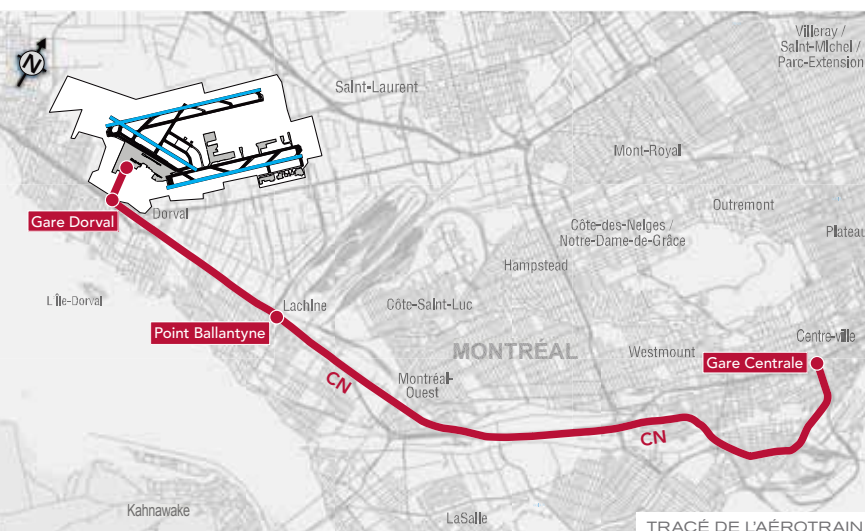 N
Villeray /
Saint-Michel /
Parc-Extension
Saint-Laurent
Mont-Royal
Outremont
Plateau
Dorval
Gare Dorval
Côte-des-Neiges /
Notre-Dame-de-Grâce
Hampstead
L'Île-Dorval
Lachine
Côte-Saint-Luc
Point Ballantyne
Centre-ville
MONTRÉAL
Westmount
Gare Centrale
CN
Montréal-
Ouest
CN
Kahnawake
LaSalle
TRACÉ DE L'AÉROTRAIN